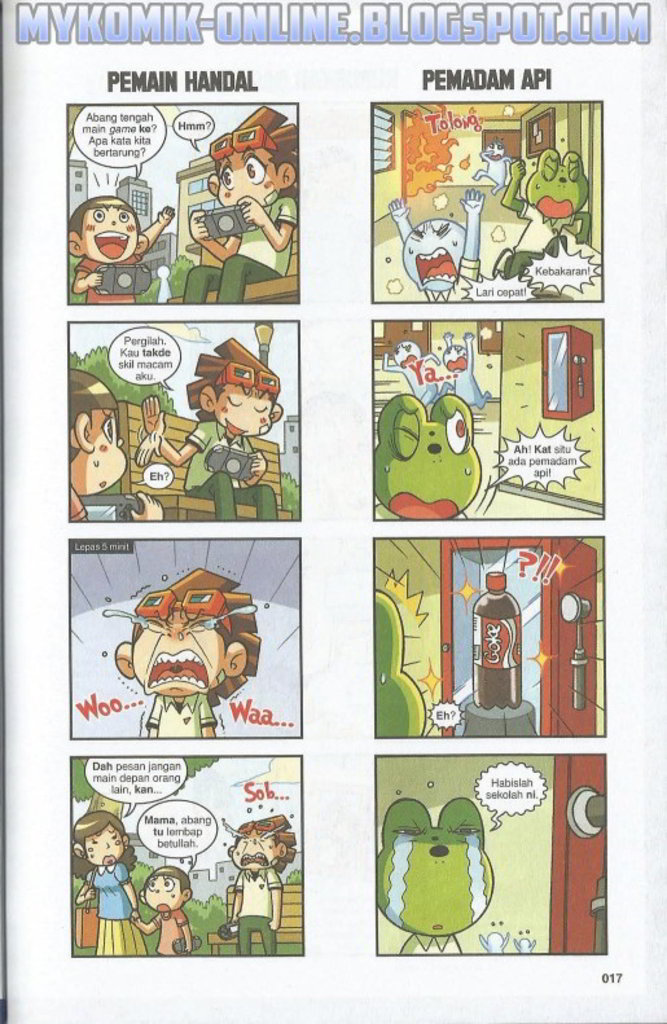 MYKOMIK-ONLINE.BLOGSPOT.COM
PEMAIN HANDAL
Abang tengah
main game ke?
Apa kata kita
bertarung?
Hmm?
Pergilah.
Kau takde
skil macam
aku.
Eh?
Lepas 5 minit
Woo...
Waa...
Dah pesan jangan
main depan orang
lain, kan...
Mama, abang
tu lembap
betullah.
Sob...
PEMADAM API
Tolong
Kebakaran!
Lari cepat!
Ya...
Ah! Kat situ
ada pemadam
api!
?!!
Coke
Eh?
Habislah
sekolah ni.
017